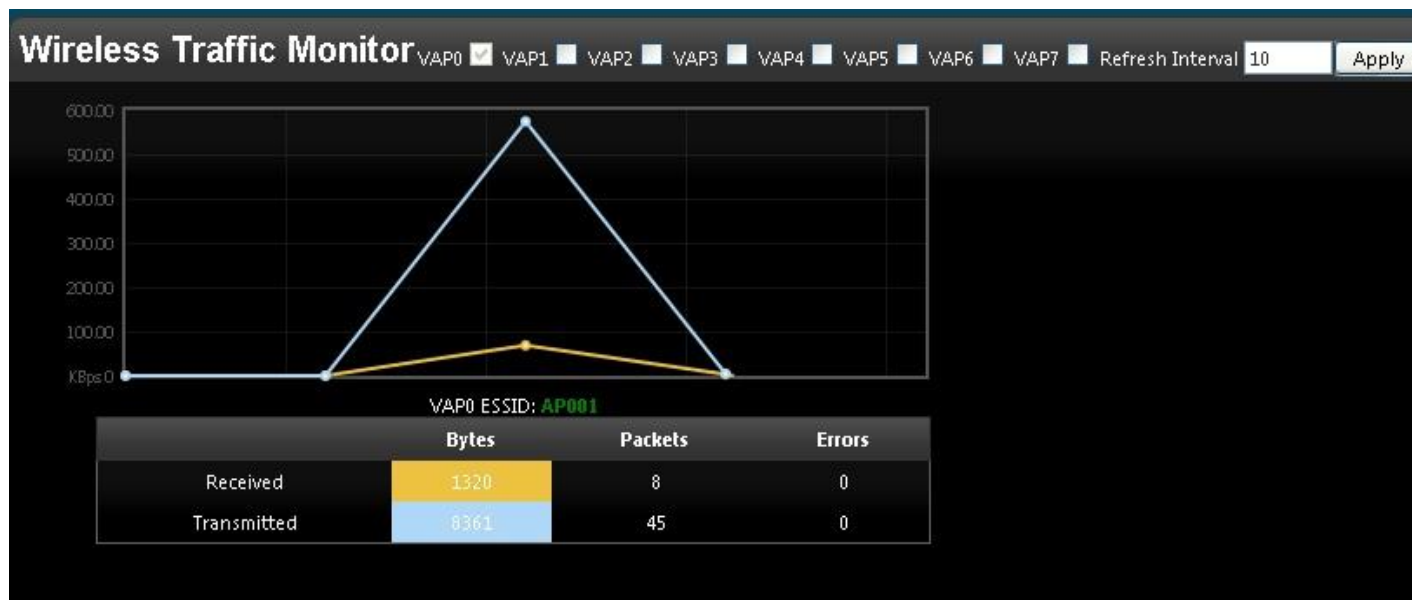 Wireless Traffic Monitor VAP0 VAP1 VAP2 VAP3 VAP4 VAP5 VAP6 VAP7 Refresh Interval 10 Apply
600.00
500.00
400.00
300.00
200.00
100.00
KBps 0
VAP0 ESSID: AP001
Bytes Packets Errors
Received 1320 8 0
Transmitted 8361 45 0